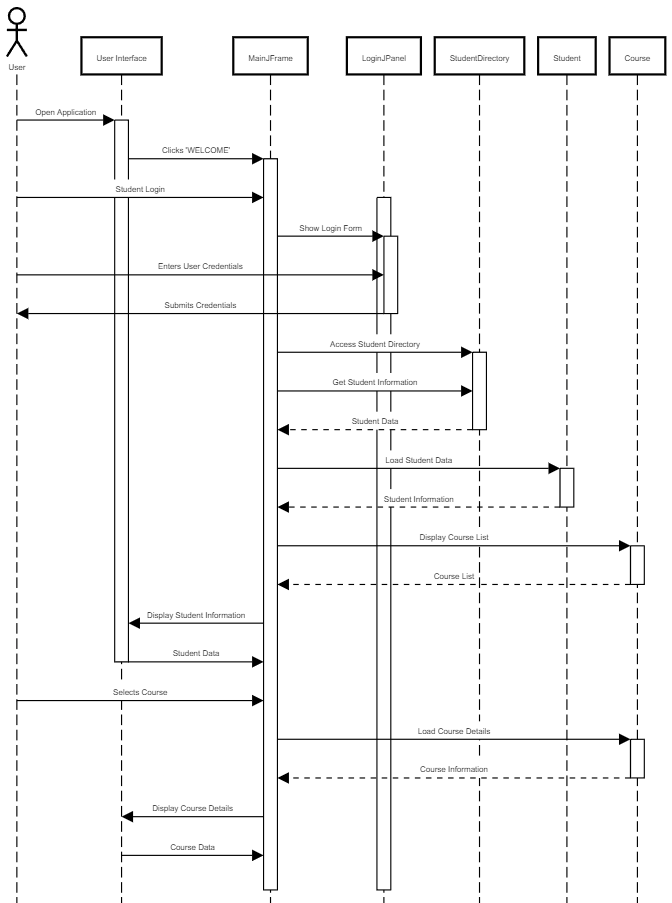 User
User Interface
MainJFrame
LoginJPanel
StudentDirectory
Student
Course
Open Application
Clicks 'WELCOME'
Student Login
Show Login Form
Enters User Credentials
Submits Credentials
Access Student Directory
Get Student Information
Student Data
Load Student Data
Student Information
Display Course List
Course List
Display Student Information
Student Data
Selects Course
Load Course Details
Course Information
Display Course Details
Course Data